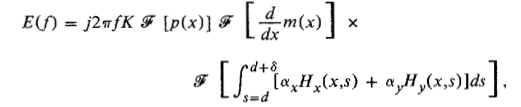 E(f) = j2πfK ℱ [p(x)] ℱ [d/dx m(x)] ×
ℱ [∫_{s=d}^{d+δ} [α_x H_x(x,s) + α_y H_y(x,s)]ds],